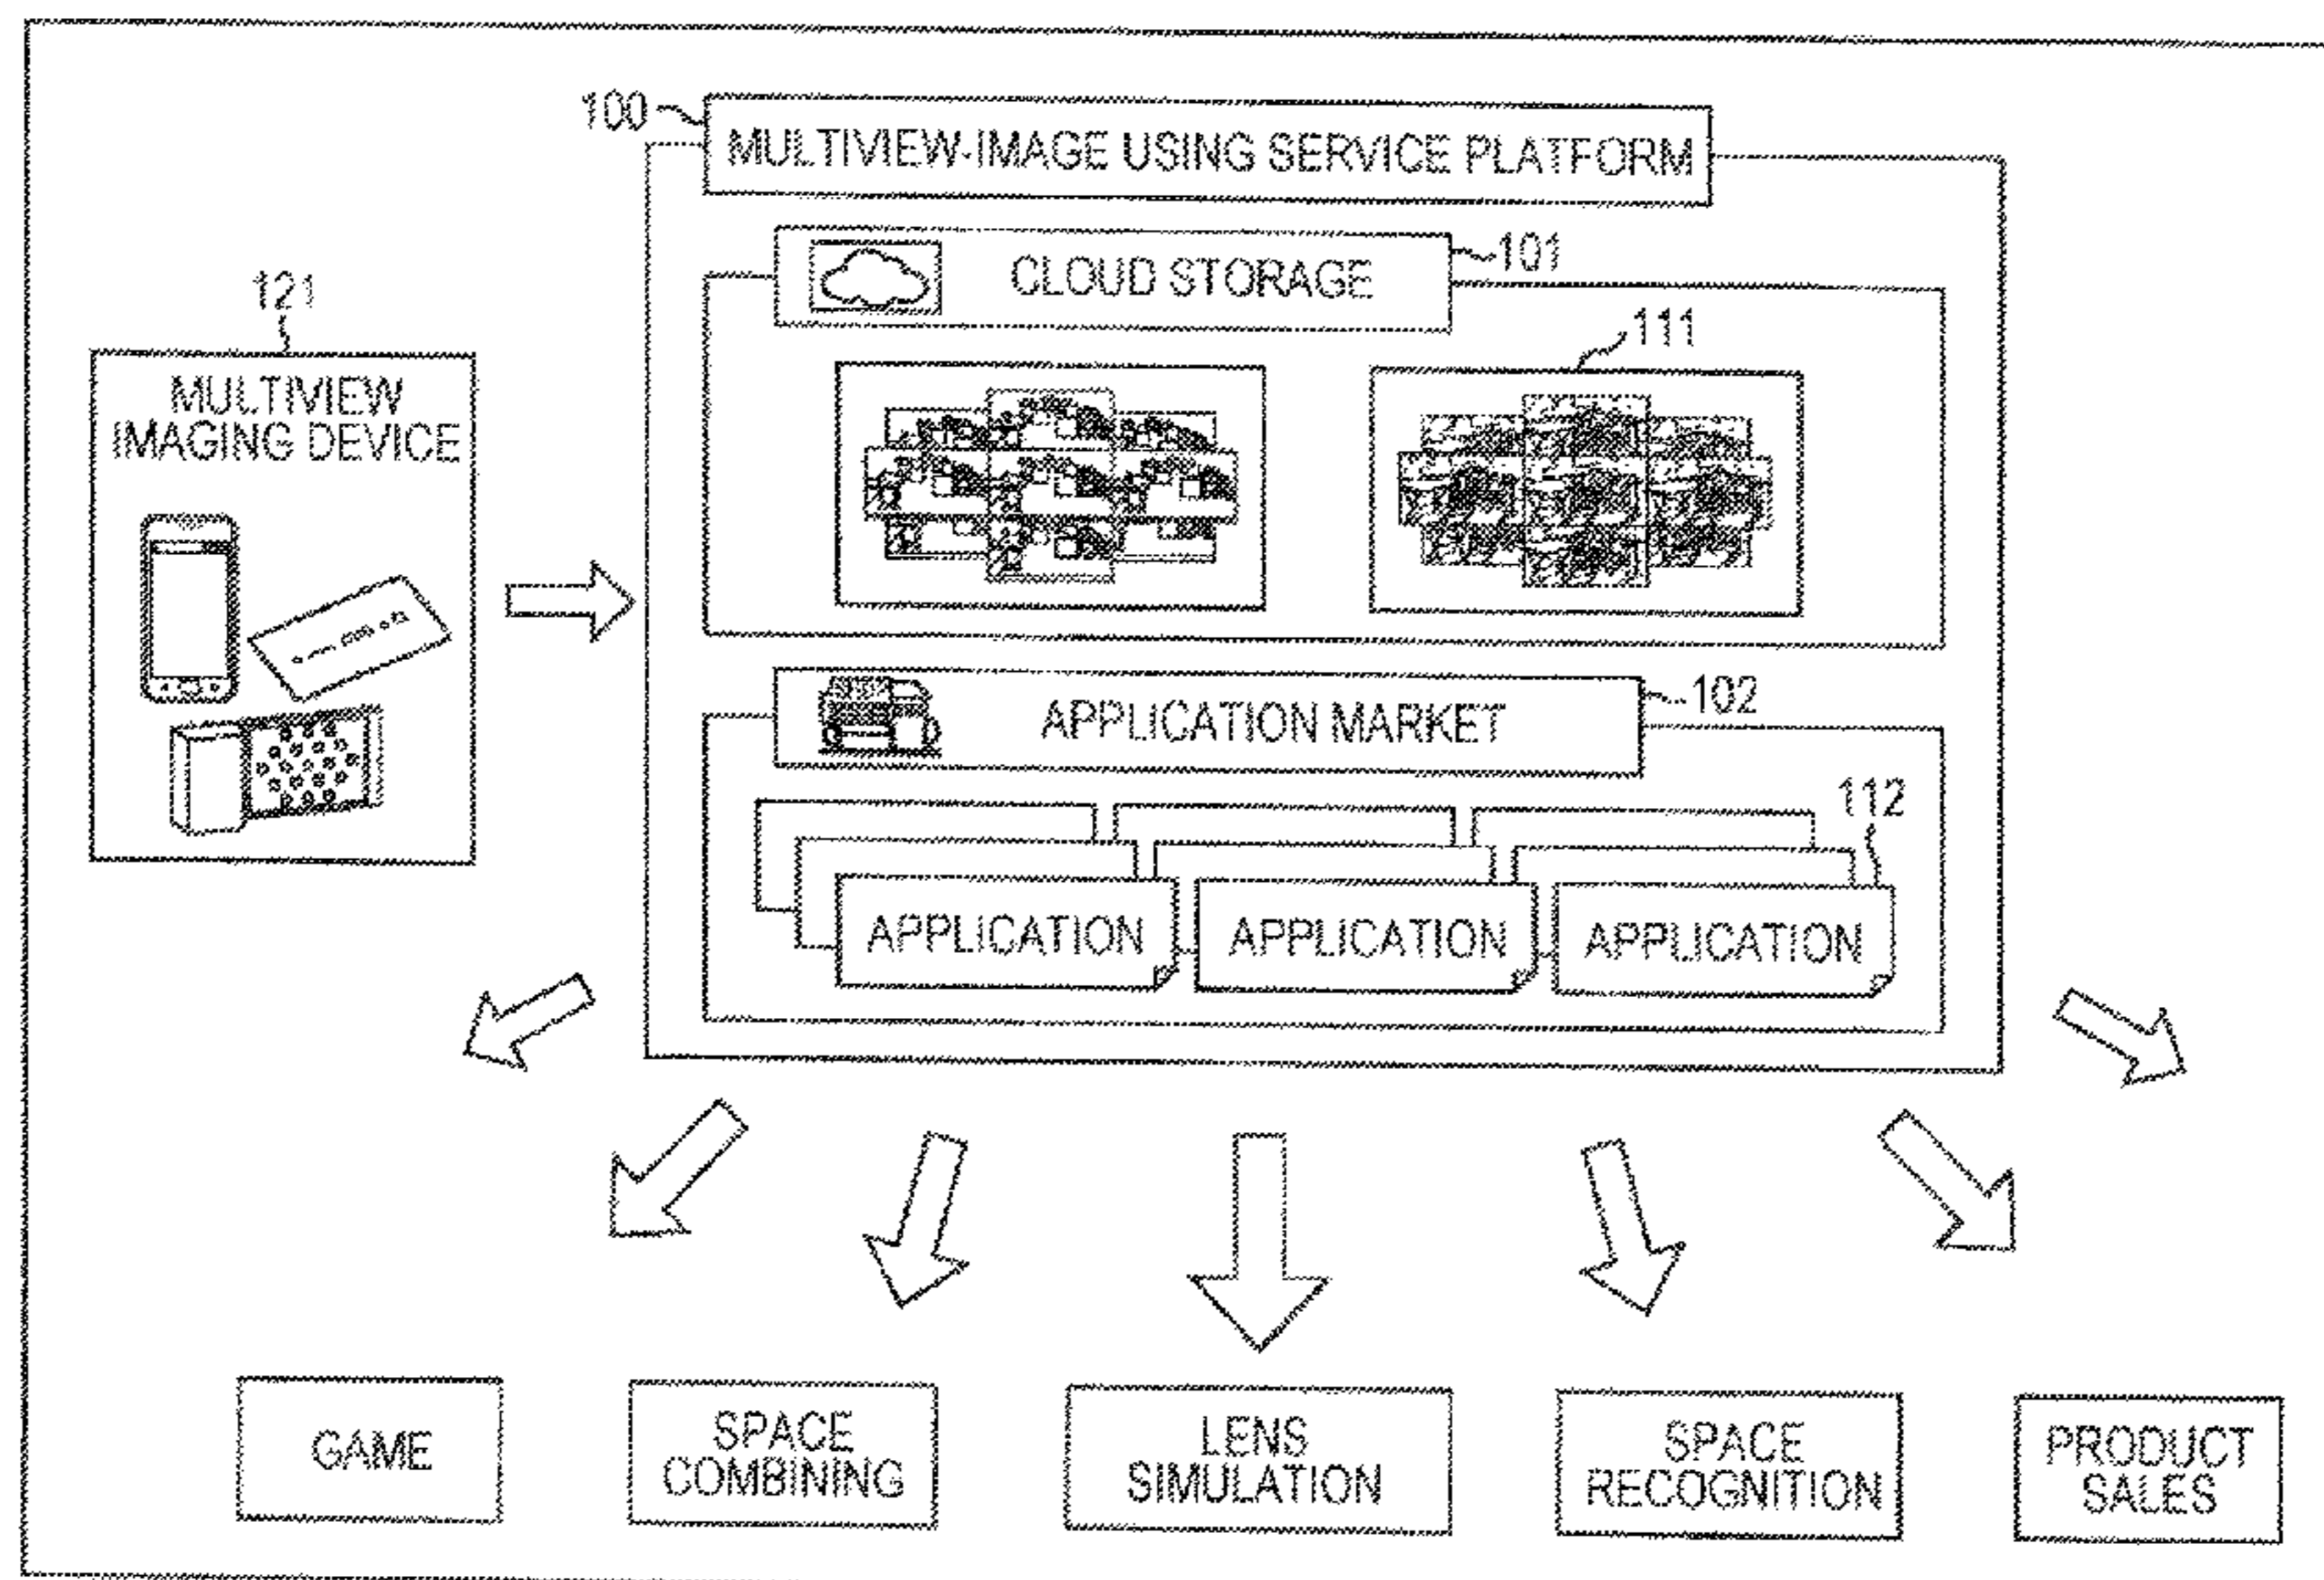 100
MULTIVIEW-IMAGE USING SERVICE PLATFORM
CLOUD STORAGE
101
121
111
MULTIVIEW
IMAGING DEVICE
APPLICATION MARKET
102
112
APPLICATION
APPLICATION
APPLICATION
GAME
SPACE
COMBINING
LENS
SIMULATION
SPACE
RECOGNITION
PRODUCT
SALES